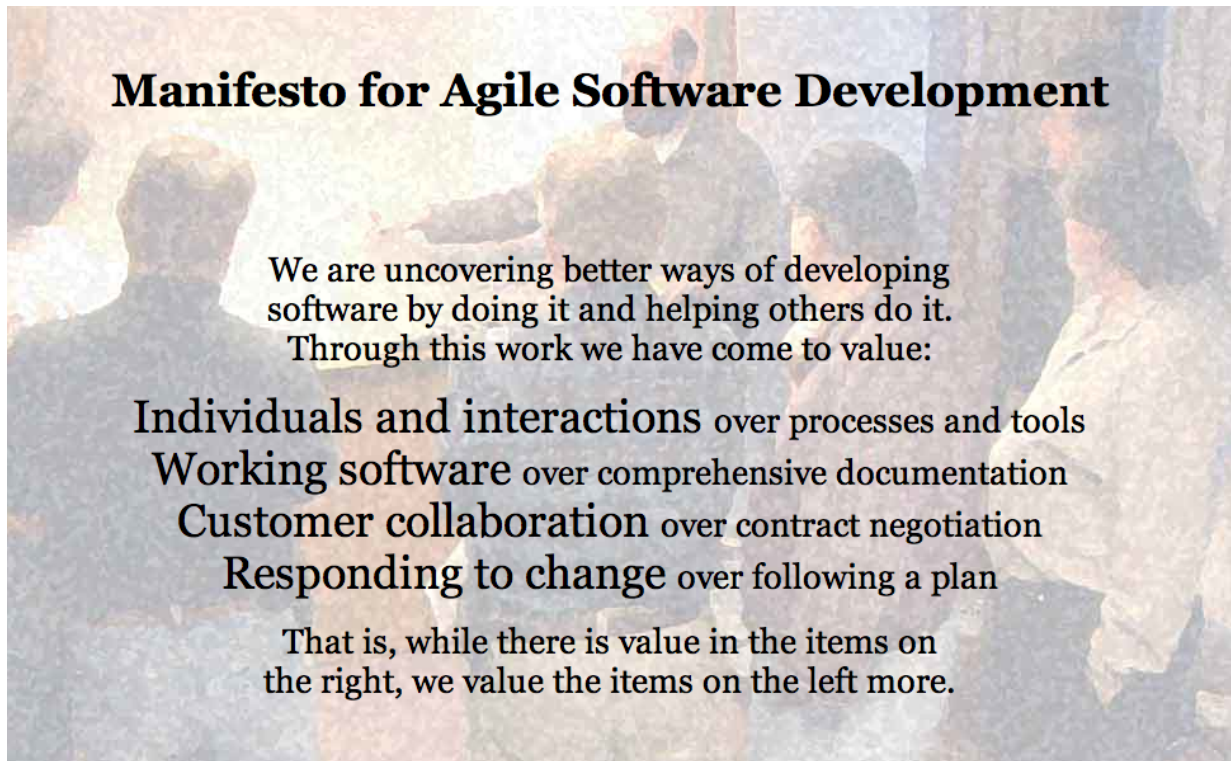 Manifesto for Agile Software Development
We are uncovering better ways of developing
software by doing it and helping others do it.
Through this work we have come to value:
Individuals and interactions over processes and tools
Working software over comprehensive documentation
Customer collaboration over contract negotiation
Responding to change over following a plan
That is, while there is value in the items on
the right, we value the items on the left more.